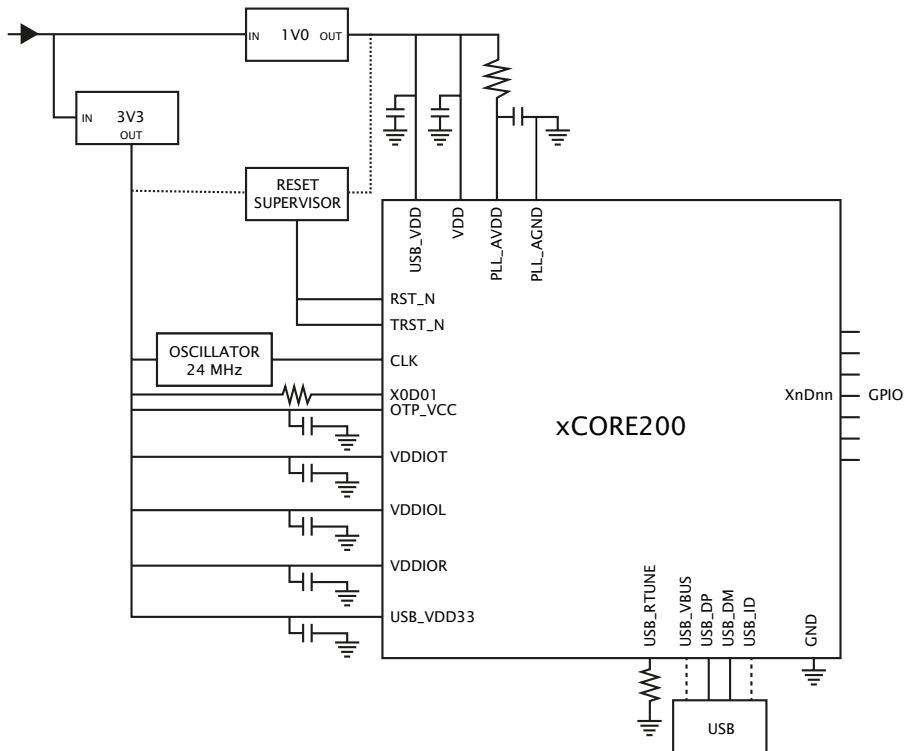 IN 1V0 OUT
IN 3V3
OUT
RESET
SUPERVISOR
USB_VDD
VDD
PLL_AVDD
PLL_AGND
RST_N
TRST_N
OSCILLATOR
24 MHz
CLK
X0D01
OTP_VCC
XnDnn GPIO
xCORE200
VDDIOT
VDDIOL
VDDIOR
USB_VDD33
USB_RTUNE
USB_VBUS
USB_DP
USB_DM
USB_ID
GND
USB